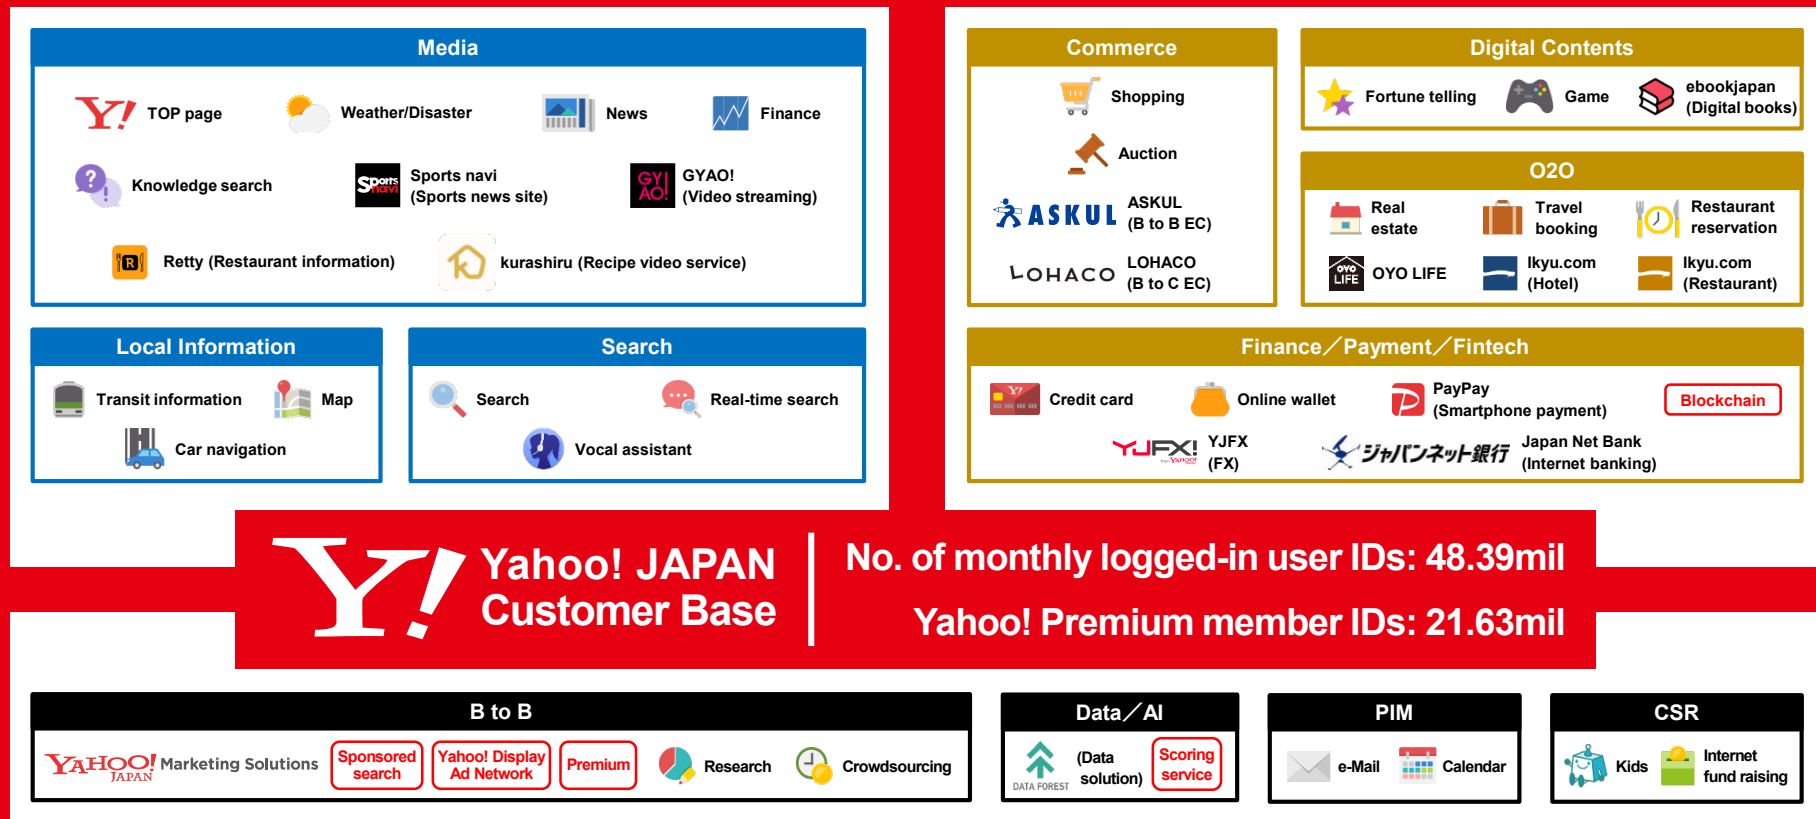 Media
Y! TOP page
Weather/Disaster
News
Finance
Knowledge search
Sports navi
Sports navi
(Sports news site)
GYAO!
GYAO!
(Video streaming)
R
Retty (Restaurant information)
kurashiru (Recipe video service)
Local Information
Transit information
Map
Car navigation
Search
Search
Real-time search
Vocal assistant
Commerce
Shopping
Auction
ASKUL
ASKUL
(B to B EC)
LOHACO
LOHACO
(B to C EC)
Digital Contents
Fortune telling
Game
ebookjapan
(Digital books)
O2O
Real
estate
Travel
booking
Restaurant
reservation
OYO
LIFE
OYO LIFE
Ikyu.com
(Hotel)
Ikyu.com
(Restaurant)
Finance／Payment／Fintech
Y!
Credit card
Online wallet
PayPay
(Smartphone payment)
Blockchain
YJFX!
from YAHOO!
YJFX
(FX)
ジャパンネット銀行
Japan Net Bank
(Internet banking)
Y!
Yahoo! JAPAN
Customer Base
No. of monthly logged-in user IDs: 48.39mil
Yahoo! Premium member IDs: 21.63mil
B to B
YAHOO! JAPAN Marketing Solutions
Sponsored
search
Yahoo! Display
Ad Network
Premium
Research
Crowdsourcing
Data／AI
DATA FOREST
(Data
solution)
Scoring
service
PIM
e-Mail
Calendar
CSR
Kids
Internet
fund raising